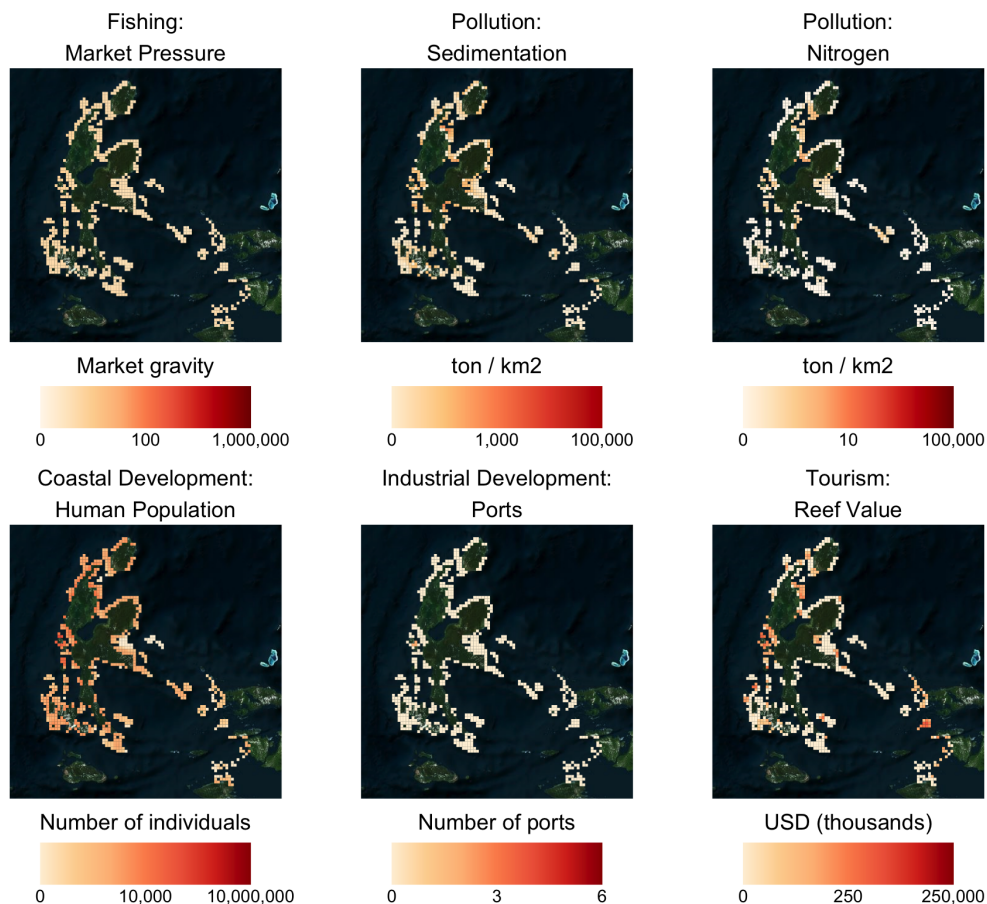 Fishing:
Market Pressure
Pollution:
Sedimentation
Pollution:
Nitrogen
Market gravity
0 100 1,000,000
ton / km2
0 1,000 100,000
ton / km2
0 10 100,000
Coastal Development:
Human Population
Industrial Development:
Ports
Tourism:
Reef Value
Number of individuals
0 10,000 10,000,000
Number of ports
0 3 6
USD (thousands)
0 250 250,000